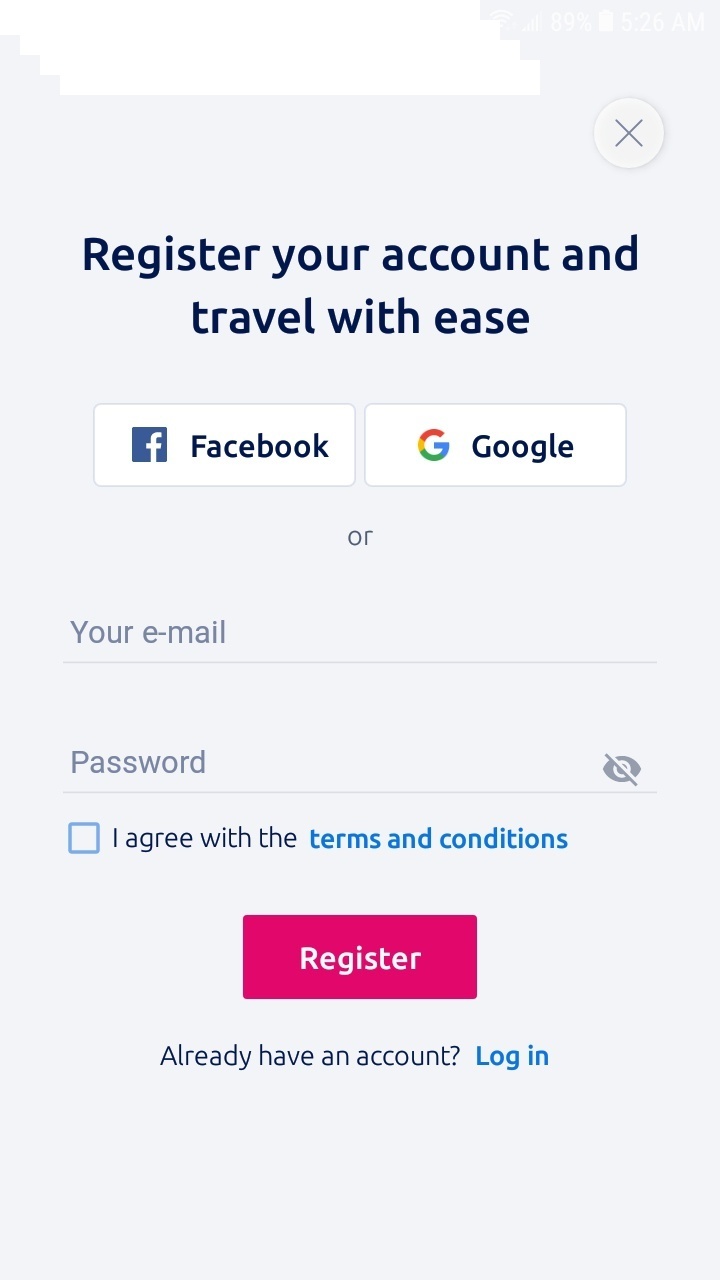 89% 5:26 AM
Register your account and
travel with ease
Facebook Google
or
Your e-mail
Password
I agree with the terms and conditions
Register
Already have an account? Log in